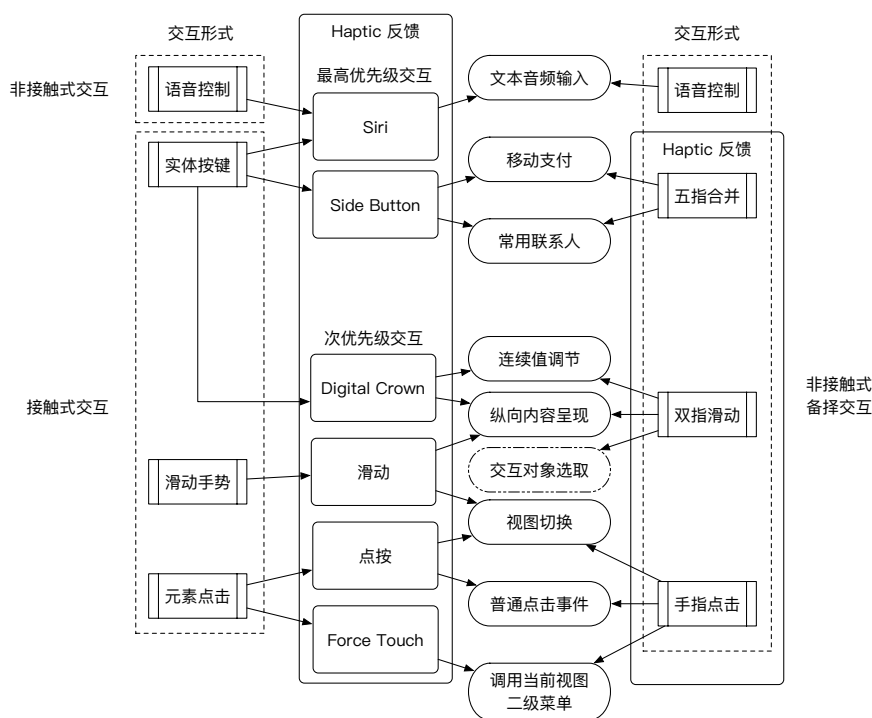 交互形式
Haptic 反馈
交互形式
非接触式交互
语音控制
最高优先级交互
Siri
文本音频输入
语音控制
实体按键
Side Button
移动支付
常用联系人
Haptic 反馈
五指合并
接触式交互
次优先级交互
Digital Crown
连续值调节
纵向内容呈现
双指滑动
非接触式
备择交互
滑动手势
滑动
交互对象选取
视图切换
元素点击
点按
普通点击事件
手指点击
Force Touch
调用当前视图
二级菜单